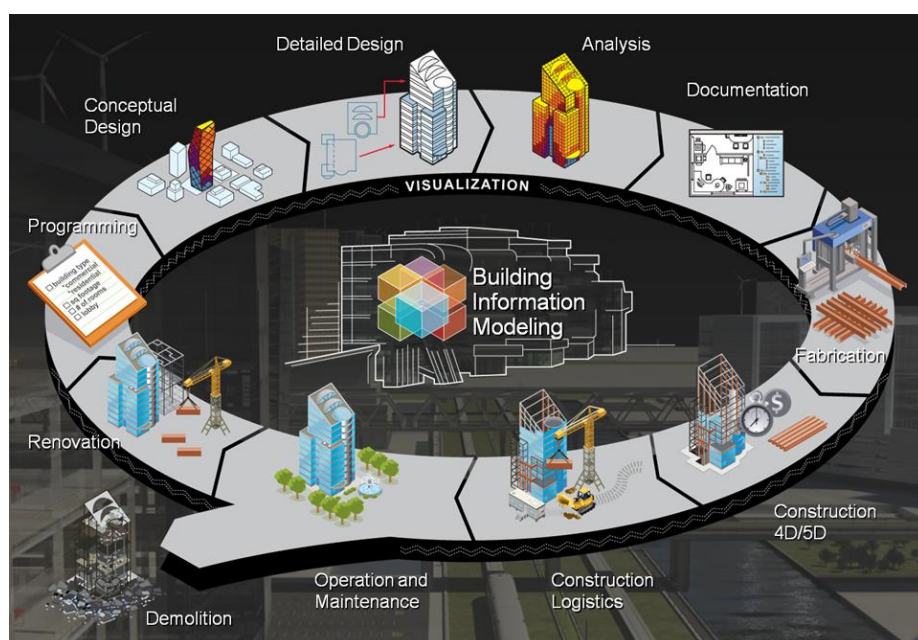 Detailed Design
Analysis
Documentation
Conceptual
Design
VISUALIZATION
Programming
building type
*commercial
*residential
sq footage
# of rooms
lobby
Building
Information
Modeling
Fabrication
Renovation
$
Construction
4D/5D
Operation and
Maintenance
Construction
Logistics
Demolition